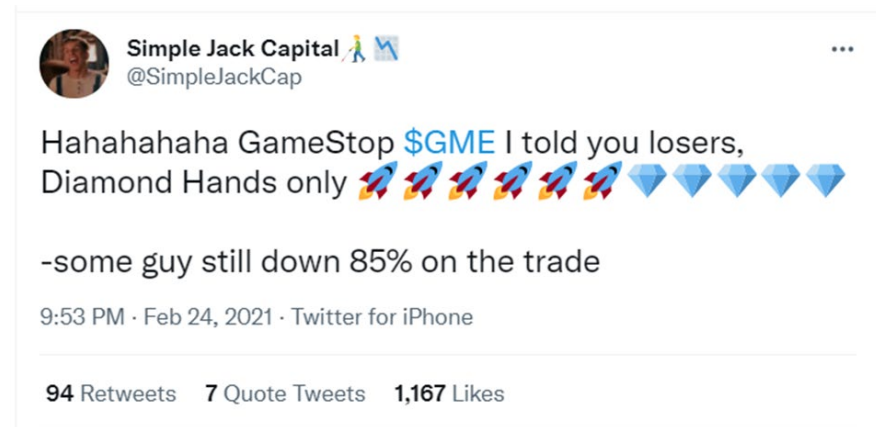 Simple Jack Capital 👨‍🦯 📉
@SimpleJackCap
Hahahahaha GameStop $GME I told you losers,
Diamond Hands only 🚀🚀🚀🚀🚀🚀💎💎💎💎💎
-some guy still down 85% on the trade
9:53 PM · Feb 24, 2021 · Twitter for iPhone
94 Retweets 7 Quote Tweets 1,167 Likes